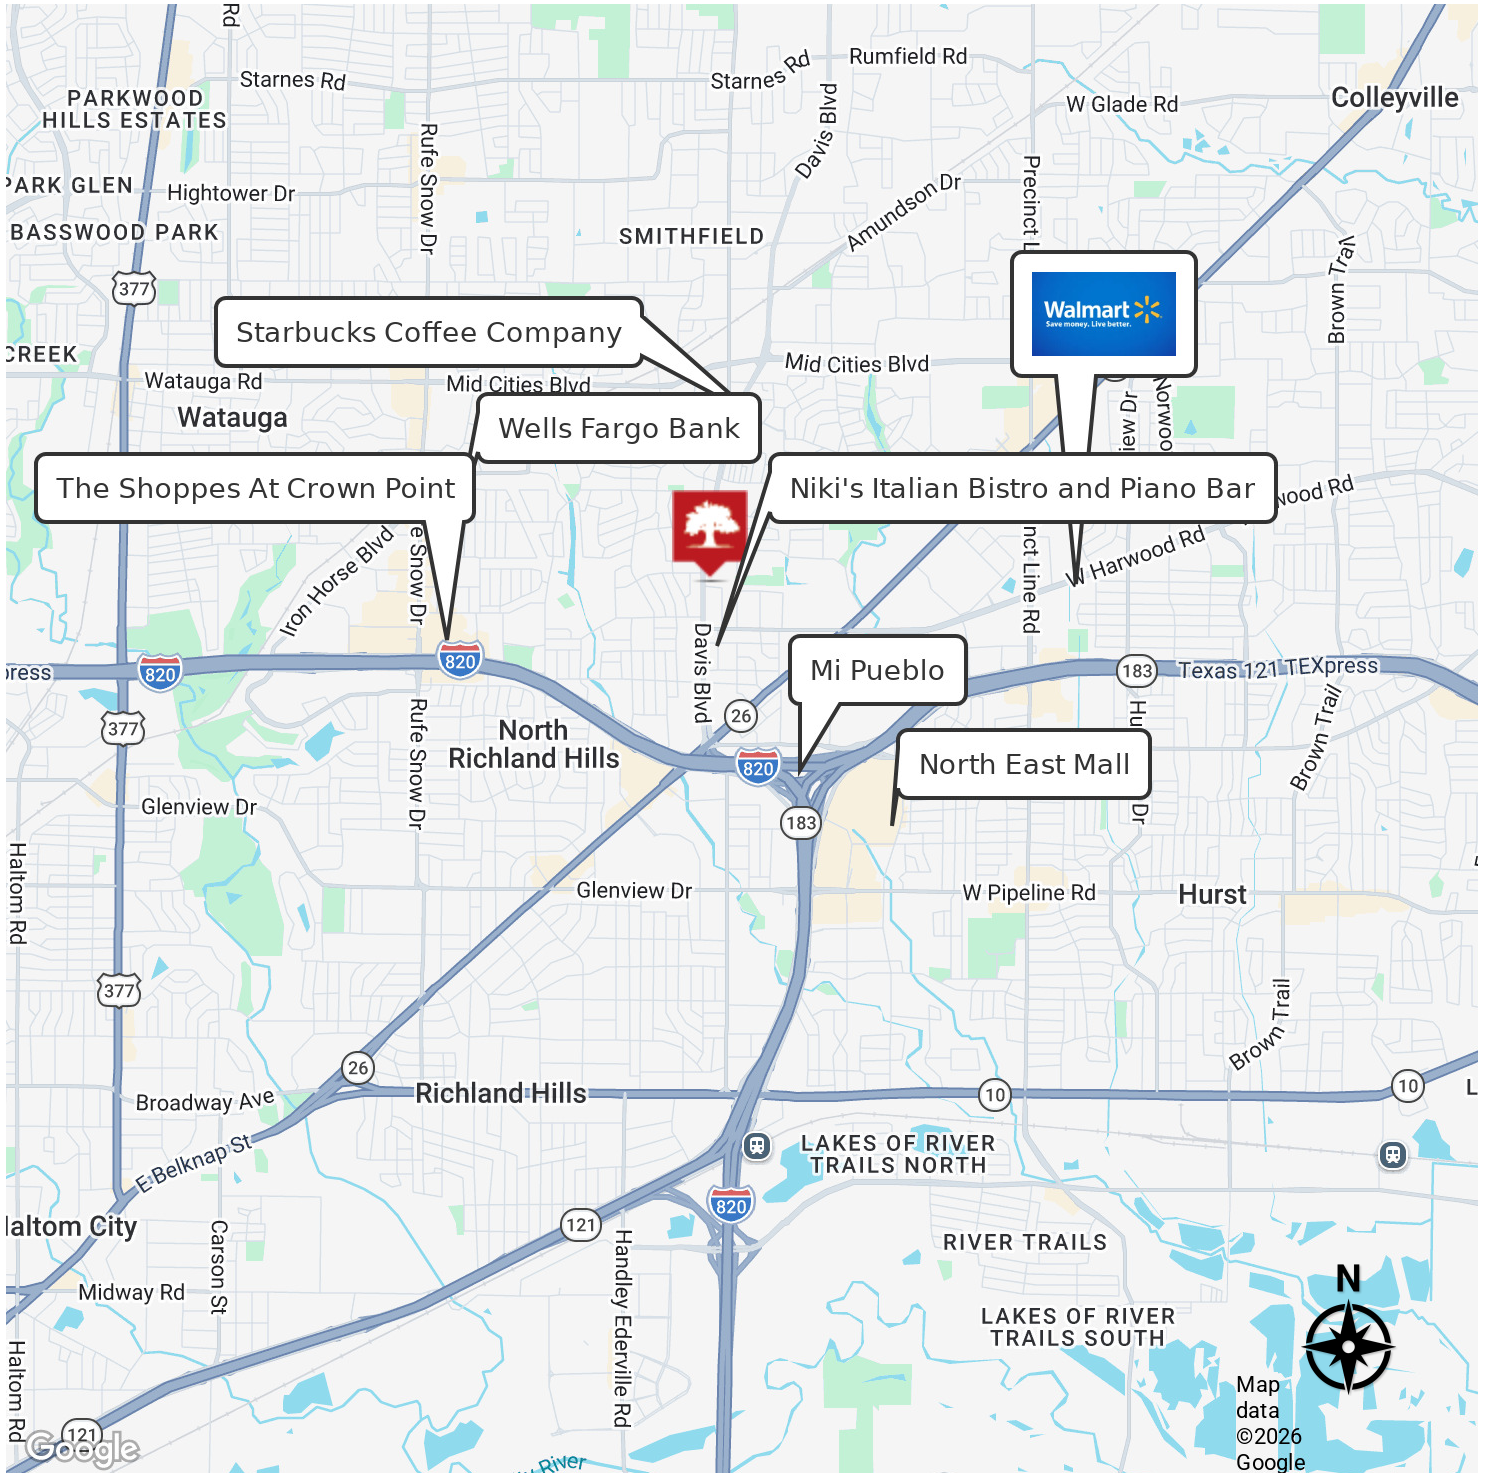 Rd
Starnes Rd
Starnes Rd
Rumfield Rd
Davis Blvd
W Glade Rd
Colleyville
PARKWOOD
HILLS ESTATES
Rufe Snow Dr
PARK GLEN
Hightower Dr
Amundson Dr
Precinct L
BASSWOOD PARK
SMITHFIELD
Brown Trail
377
Starbucks Coffee Company
Walmart
Save money. Live better.
CREEK
Watauga Rd
Mid Cities Blvd
Mid Cities Blvd
Watauga
Wells Fargo Bank
iew Dr
Norwoo
The Shoppes At Crown Point
Niki's Italian Bistro and Piano Bar
wood Rd
Iron Horse Blvd
e Snow Dr
W Harwood Rd
nct Line Rd
Davis Blvd
820
820
press
Mi Pueblo
183
Texas 121 TEXpress
377
Rufe Snow Dr
North
Richland Hills
26
Hu
Dr
Brown Trail
820
North East Mall
Glenview Dr
183
Haltom Rd
Glenview Dr
W Pipeline Rd
Hurst
377
Brown Trail
26
Broadway Ave
Richland Hills
10
10
L
E Belknap St
LAKES OF RIVER
TRAILS NORTH
820
altom City
Carson St
121
Handley Ederville Rd
RIVER TRAILS
Midway Rd
N
LAKES OF RIVER
TRAILS SOUTH
Haltom Rd
121
Google
River
Map
data
©2026
Google